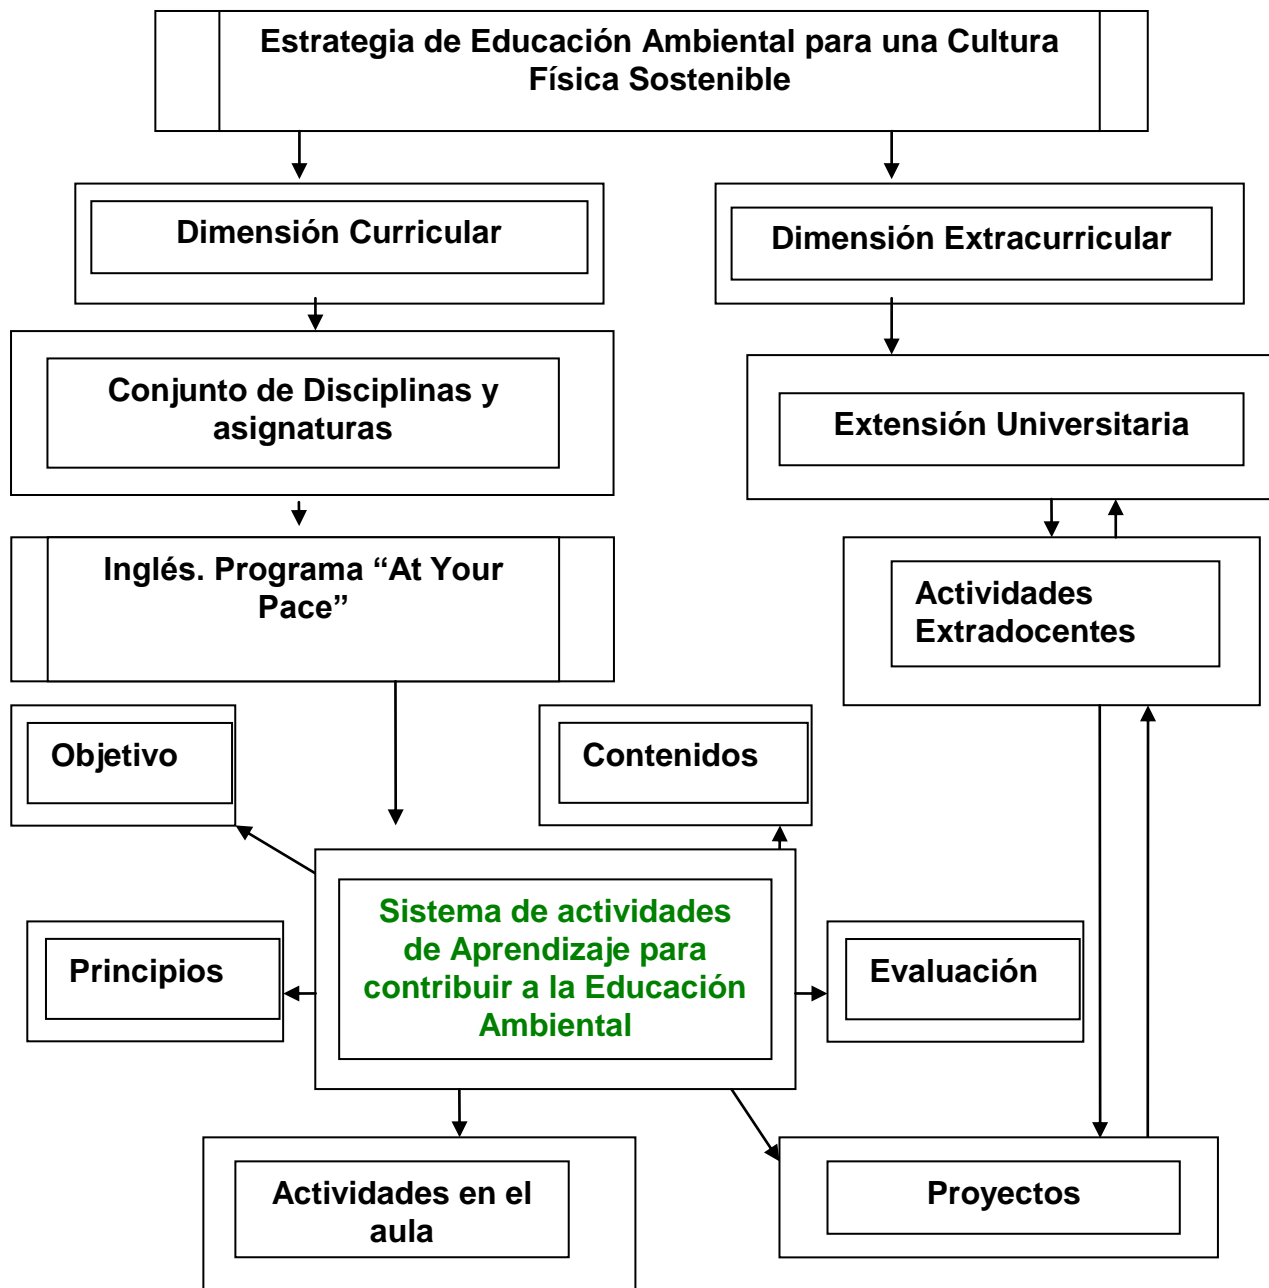 Estrategia de Educación Ambiental para una Cultura
Física Sostenible
Dimensión Curricular
Dimensión Extracurricular
Conjunto de Disciplinas y
asignaturas
Extensión Universitaria
Inglés. Programa “At Your
Pace”
Actividades
Extradocentes
Objetivo
Contenidos
Sistema de actividades
de Aprendizaje para
contribuir a la Educación
Ambiental
Principios
Evaluación
Actividades en el
aula
Proyectos